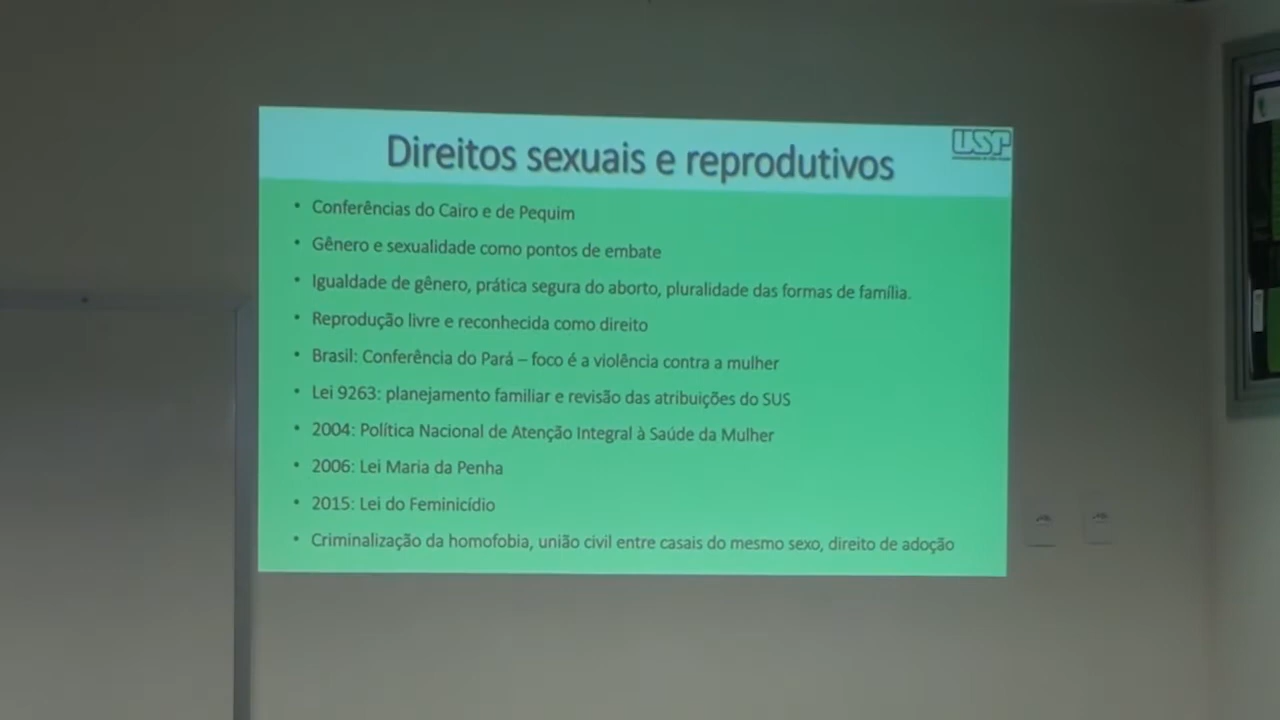 Direitos sexuais e reprodutivos
USP
• Conferências do Cairo e de Pequim
• Gênero e sexualidade como pontos de embate
• Igualdade de gênero, prática segura do aborto, pluralidade das formas de família.
• Reprodução livre e reconhecida como direito
• Brasil: Conferência do Pará – foco é a violência contra a mulher
• Lei 9263: planejamento familiar e revisão das atribuições do SUS
• 2004: Política Nacional de Atenção Integral à Saúde da Mulher
• 2006: Lei Maria da Penha
• 2015: Lei do Feminicídio
• Criminalização da homofobia, união civil entre casais do mesmo sexo, direito de adoção